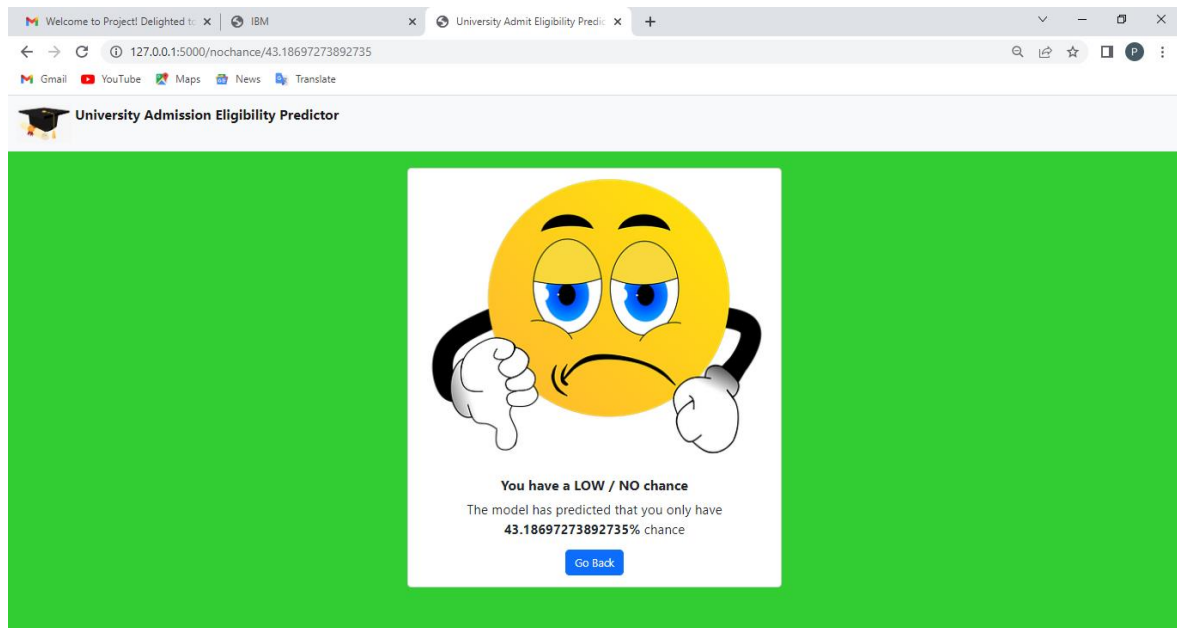 Welcome to Project! Delighted to
IBM
University Admit Eligibility Predic
127.0.0.1:5000/nochance/43.18697273892735
P
Gmail
YouTube
Maps
News
Translate
University Admission Eligibility Predictor
You have a LOW / NO chance
The model has predicted that you only have
43.18697273892735% chance
Go Back